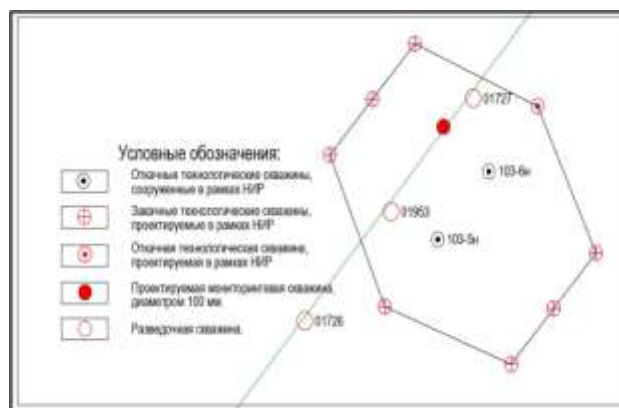 Условные обозначения:
Откачные технологические скважины,
сооруженные в рамках НИР
Закачные технологические скважины,
проектируемые в рамках НИР
Откачная технологическая скважина,
проектируемая в рамках НИР
Проектируемая мониторинговая скважина,
диаметром 100 мм.
Разведочная скважина.
01727
103-6н
01953
103-5н
01726